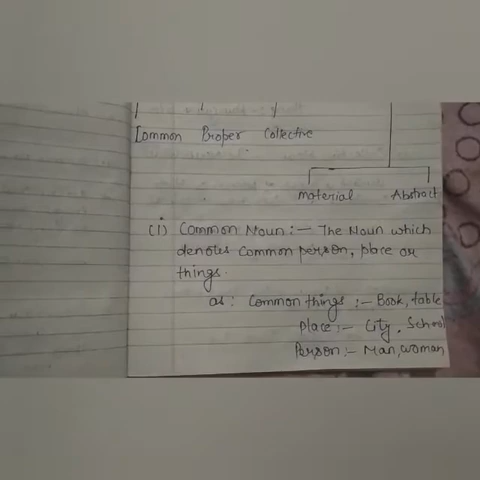 Common Proper Collective
Material Abstract
(1) Common Noun :- The Noun which
denotes Common person, place or
things.
as: Common things :- Book, table
place :- City, School
Person :- Man, woman